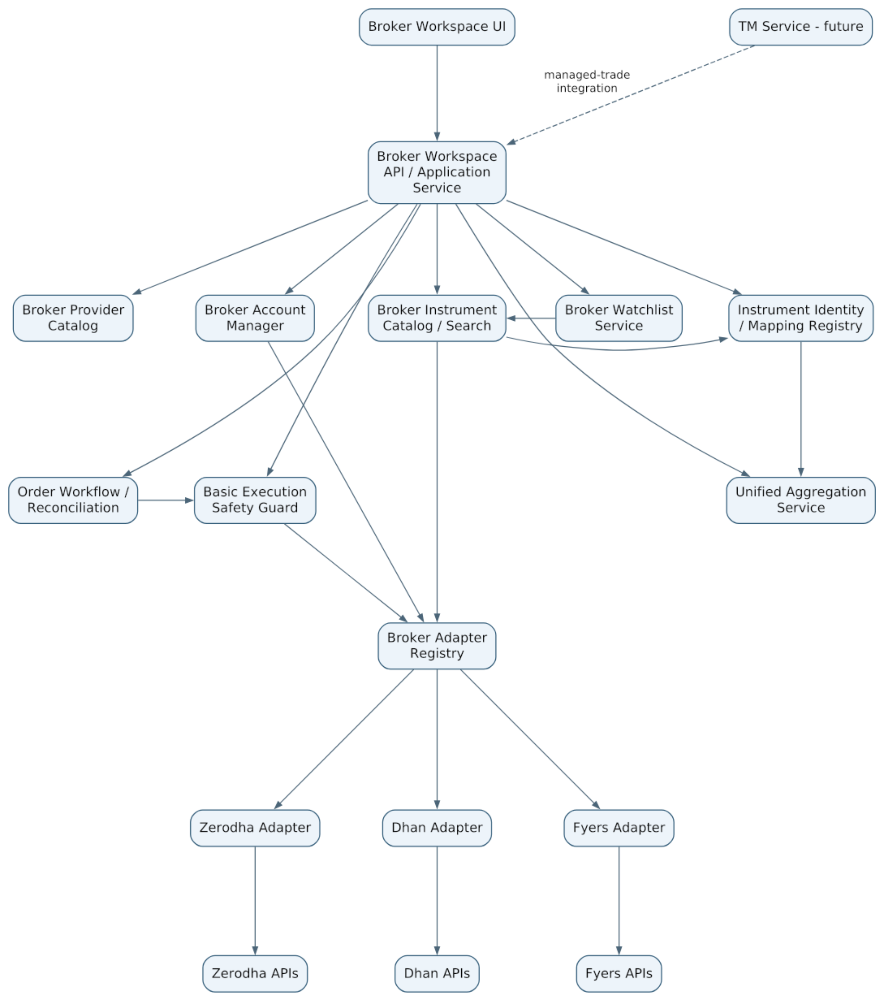 Broker Workspace UI
TM Service - future
managed-trade
integration
Broker Workspace
API / Application
Service
Broker Provider
Catalog
Broker Account
Manager
Broker Instrument
Catalog / Search
Broker Watchlist
Service
Instrument Identity
/ Mapping Registry
Order Workflow /
Reconciliation
Basic Execution
Safety Guard
Unified Aggregation
Service
Broker Adapter
Registry
Zerodha Adapter
Dhan Adapter
Fyers Adapter
Zerodha APIs
Dhan APIs
Fyers APIs